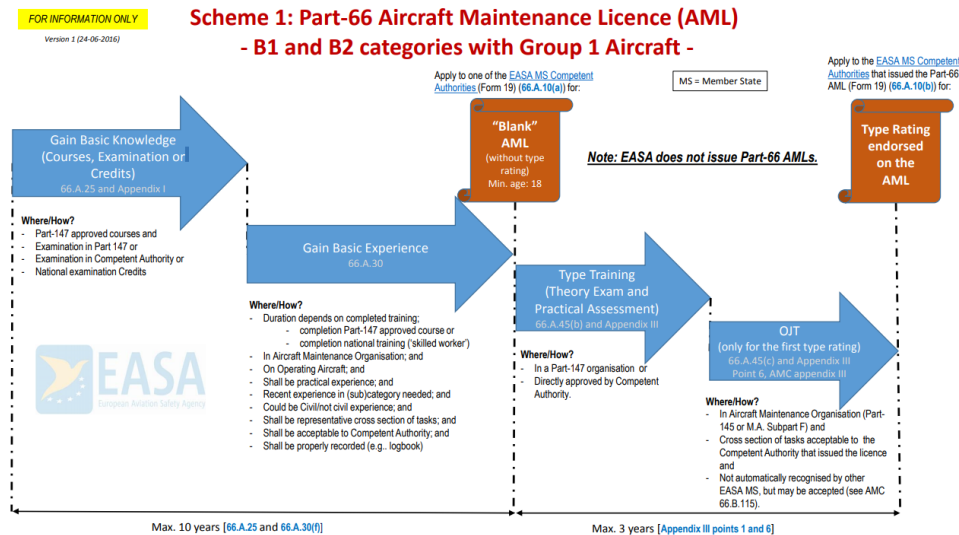 FOR INFORMATION ONLY
Version 1 (24-06-2016)
Scheme 1: Part-66 Aircraft Maintenance Licence (AML)
- B1 and B2 categories with Group 1 Aircraft -
Apply to one of the EASA MS Competent
Authorities (Form 19) (66.A.10(a)) for:
MS = Member State
Apply to the EASA MS Competent
Authorities that issued the Part-66
AML (Form 19) (66.A.10(b)) for:
"Blank"
AML
(without type
rating)
Min. age: 18
Note: EASA does not issue Part-66 AMLs.
Type Rating
endorsed
on the
AML
Gain Basic Knowledge
(Courses, Examination or
Credits)
66.A.25 and Appendix I
Where/How?
- Part-147 approved courses and
- Examination in Part 147 or
- Examination in Competent Authority or
- National examination Credits
Gain Basic Experience
66.A.30
Where/How?
- Duration depends on completed training;
- completion Part-147 approved course or
- completion national training ('skilled worker')
- In Aircraft Maintenance Organisation; and
- On Operating Aircraft; and
- Shall be practical experience; and
- Recent experience in (sub)category needed; and
- Could be Civil/not civil experience; and
- Shall be representative cross section of tasks; and
- Shall be acceptable to Competent Authority; and
- Shall be properly recorded (e.g.. logbook)
Type Training
(Theory Exam and
Practical Assessment)
66.A.45(b) and Appendix III
Where/How?
- In a Part-147 organisation or
- Directly approved by Competent
Authority.
OJT
(only for the first type rating)
66.A.45(c) and Appendix III
Point 6, AMC appendix III
Where/How?
- In Aircraft Maintenance Organisation (Part-
145 or M.A. Subpart F) and
- Cross section of tasks acceptable to the
Competent Authority that issued the licence
and
- Not automatically recognised by other
EASA MS, but may be accepted (see AMC
66.B.115).
EASA
European Aviation Safety Agency
Max. 10 years [66.A.25 and 66.A.30(f)]
Max. 3 years [Appendix III points 1 and 6]